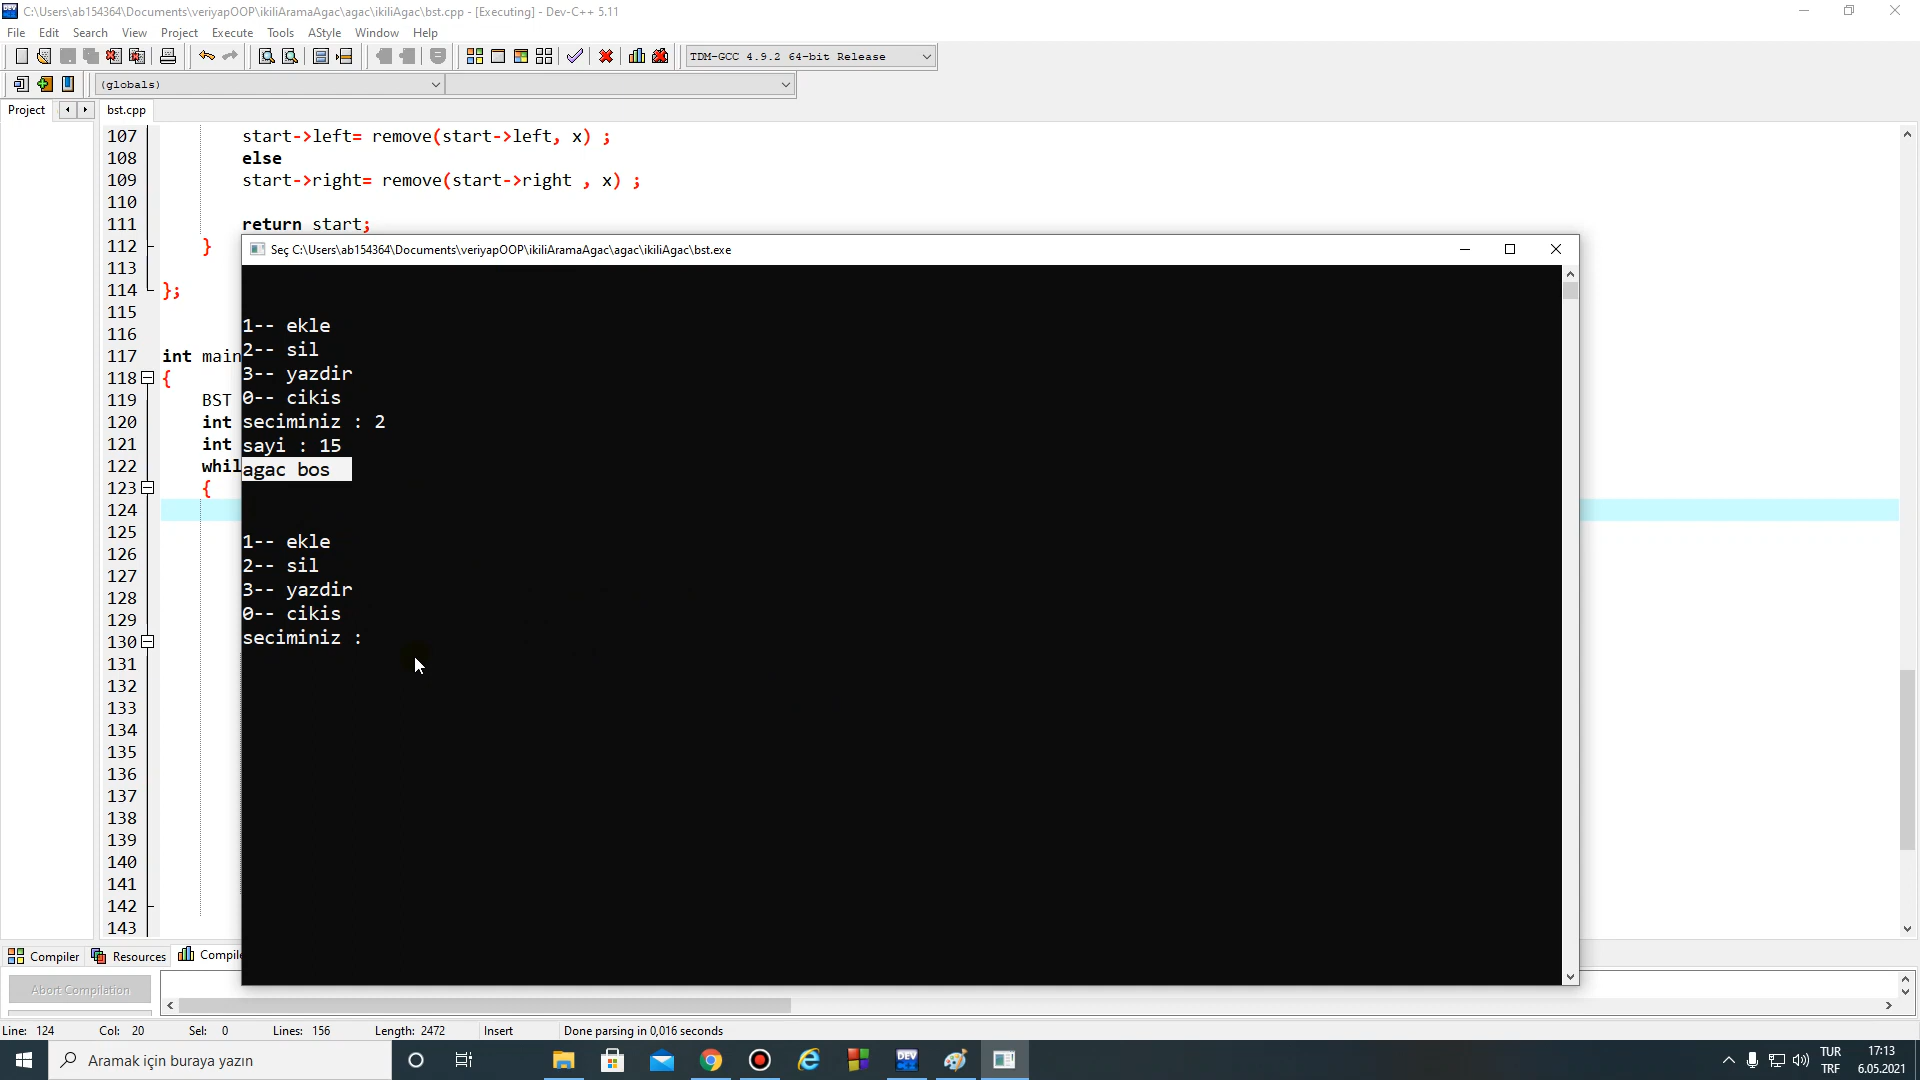 C:\Users\ab154364\Documents\veriyapOOP\ikiliAramaAgac\agac\ikiliAgac\bst.cpp - [Executing] - Dev-C++ 5.11
File Edit Search View Project Execute Tools AStyle Window Help
TDM-GCC 4.9.2 64-bit Release
(globals)
Project bst.cpp
107 start->left= remove(start->left, x) ;
108 else
109 start->right= remove(start->right , x) ;
110
111 return start;
112 }
113
114 };
115
116
117 int main
118 {
119 BST
120 int
121 int
122 whil
123 {
124
125
126
127
128
129
130
131
132
133
134
135
136
137
138
139
140
141
142
143
Seç C:\Users\ab154364\Documents\veriyapOOP\ikiliAramaAgac\agac\ikiliAgac\bst.exe
1-- ekle
2-- sil
3-- yazdir
0-- cikis
seciminiz : 2
sayi : 15
agac bos
1-- ekle
2-- sil
3-- yazdir
0-- cikis
seciminiz :
Compiler Resources Compile
Abort Compilation
Line: 124 Col: 20 Sel: 0 Lines: 156 Length: 2472 Insert Done parsing in 0,016 seconds
Aramak için buraya yazın
DEV
TUR
TRF
17:13
6.05.2021